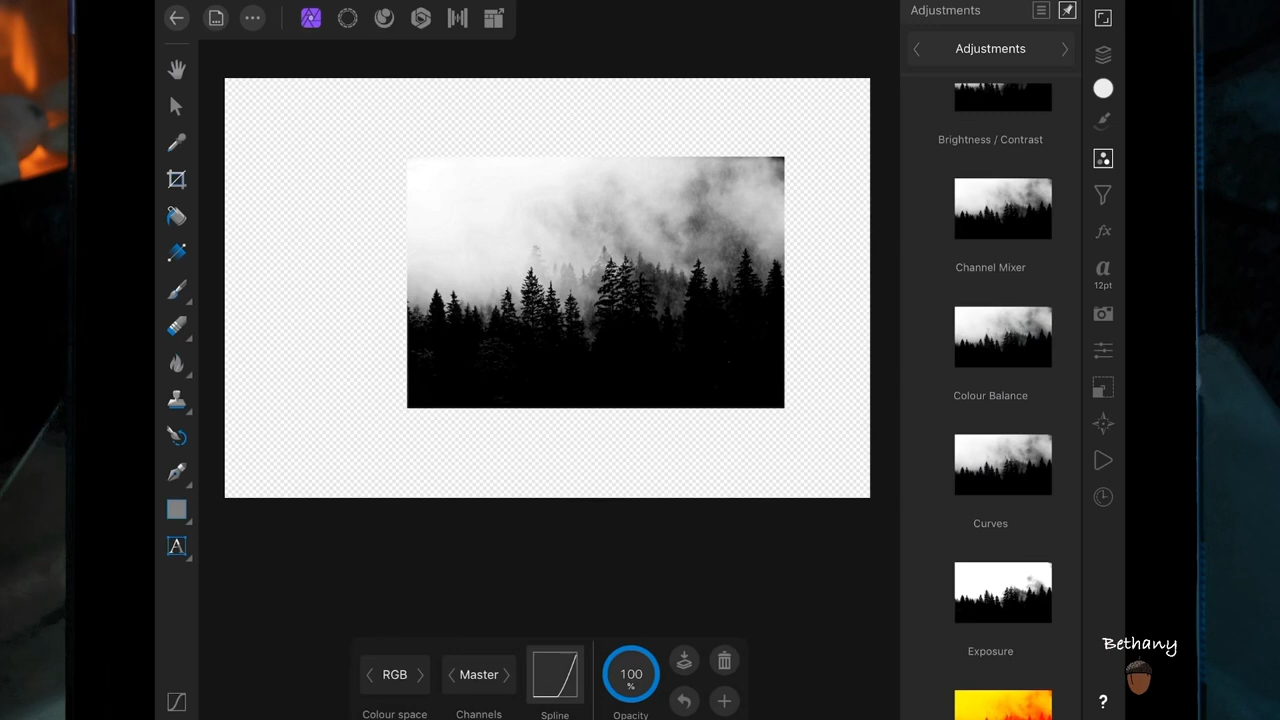 Adjustments
Adjustments
Brightness / Contrast
Channel Mixer
a
12pt
Colour Balance
Curves
Exposure
RGB
Master
100
%
Colour space
Channels
Spline
Opacity
fx
A
?
Bethany